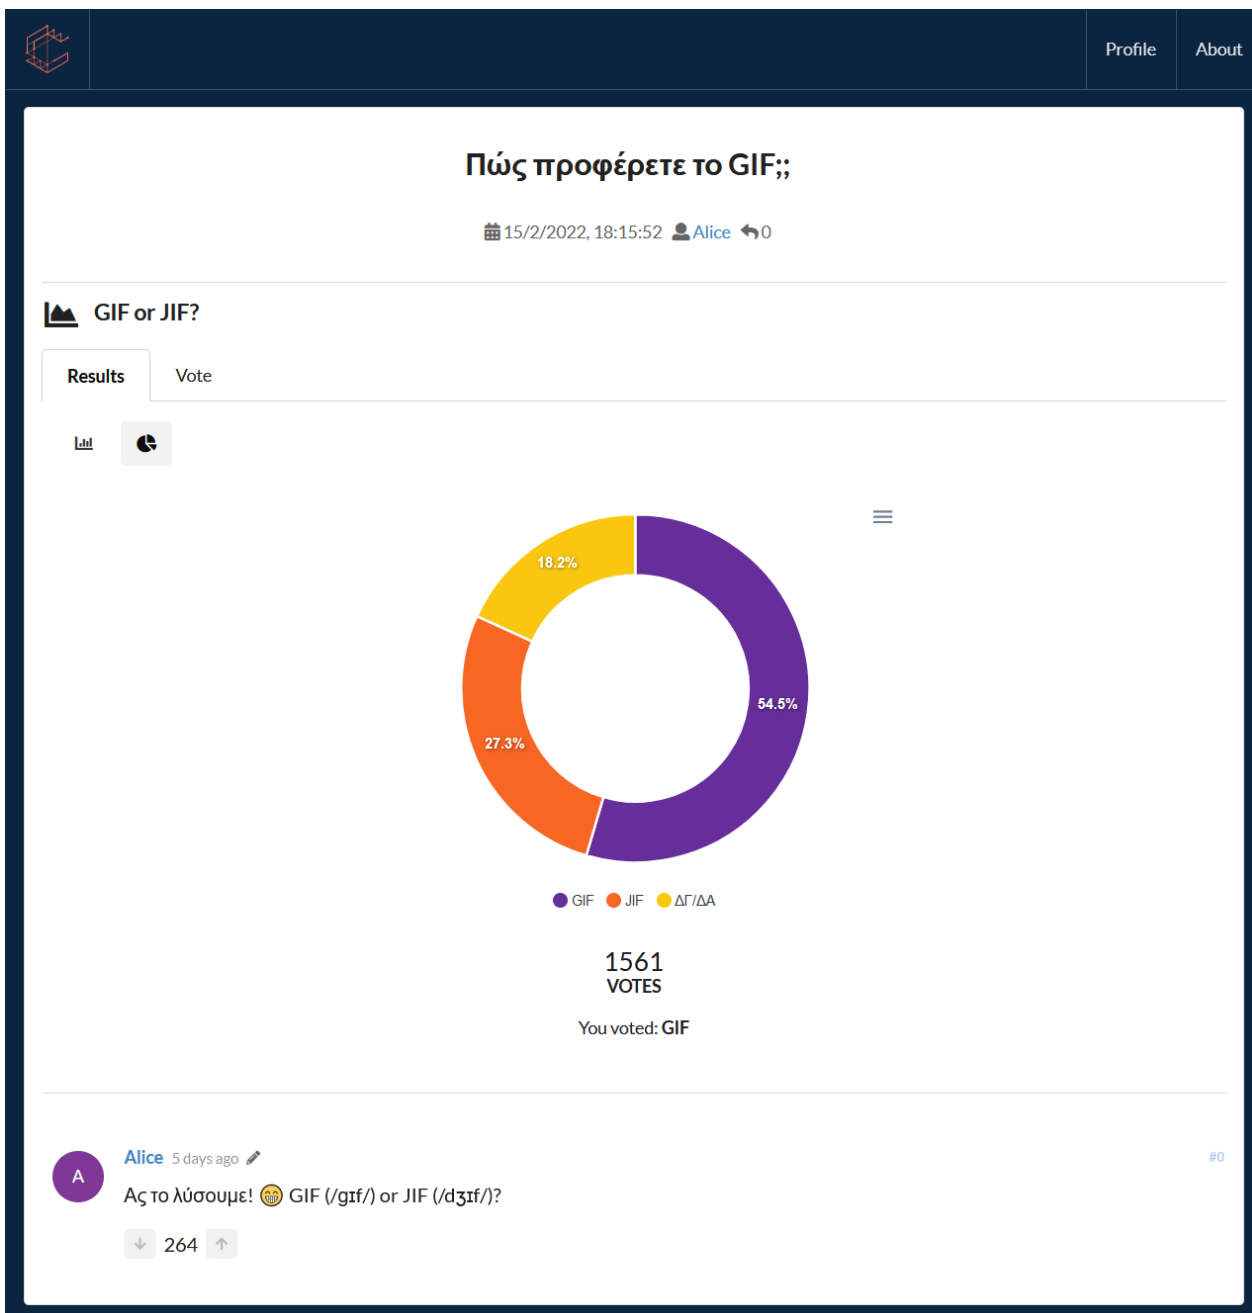 Profile About
Πώς προφέρετε το GIF;;
15/2/2022, 18:15:52 Alice 0
GIF or JIF?
Results Vote
18.2%
54.5%
27.3%
GIF JIF ΔΓ/ΔΑ
1561
VOTES
You voted: GIF
A
Alice 5 days ago #0
Ας το λύσουμε! 😁 GIF (/gɪf/) or JIF (/dʒɪf/)?
264